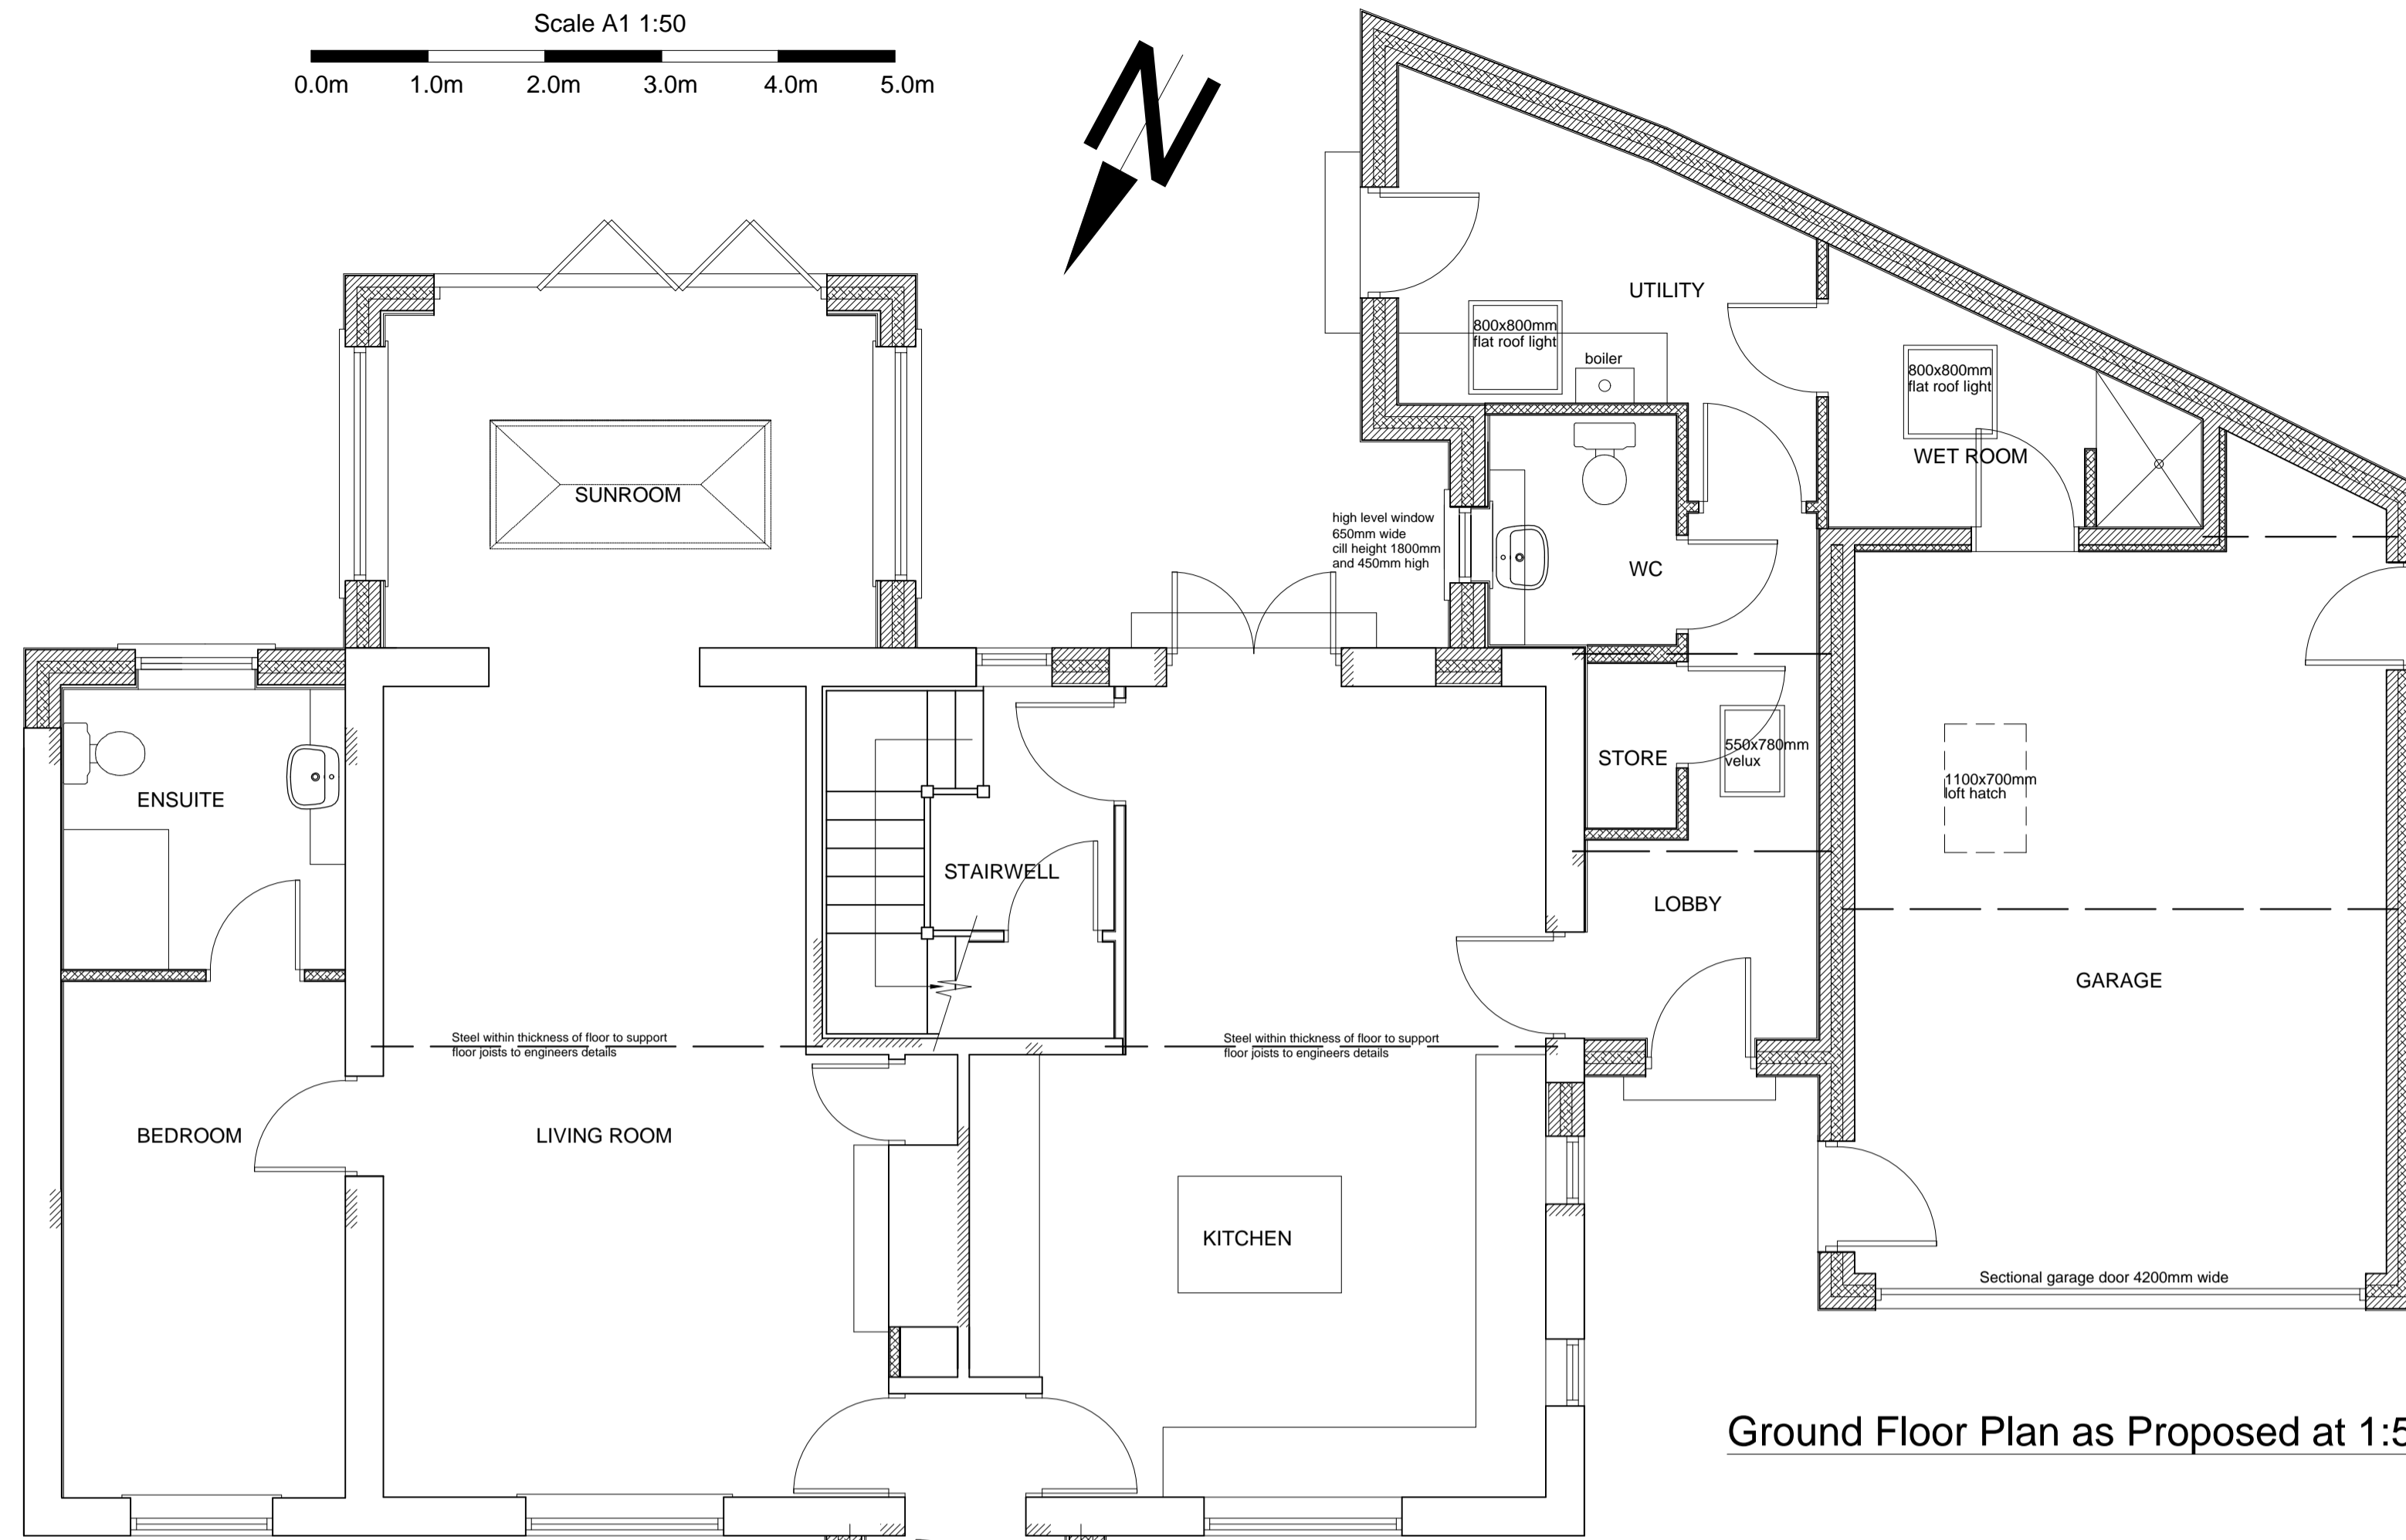 Scale A1 1:50
0.0m 1.0m 2.0m 3.0m 4.0m 5.0m
N
UTILITY
800x800mm
flat roof light
boiler
800x800mm
flat roof light
WET ROOM
SUNROOM
high level window
650mm wide
cill height 1800mm
and 450mm high
WC
STORE
550x780mm
velux
1100x700mm
loft hatch
ENSUITE
STAIRWELL
LOBBY
GARAGE
Steel within thickness of floor to support
floor joists to engineers details
Steel within thickness of floor to support
floor joists to engineers details
BEDROOM
LIVING ROOM
KITCHEN
Sectional garage door 4200mm wide
Ground Floor Plan as Proposed at 1:5